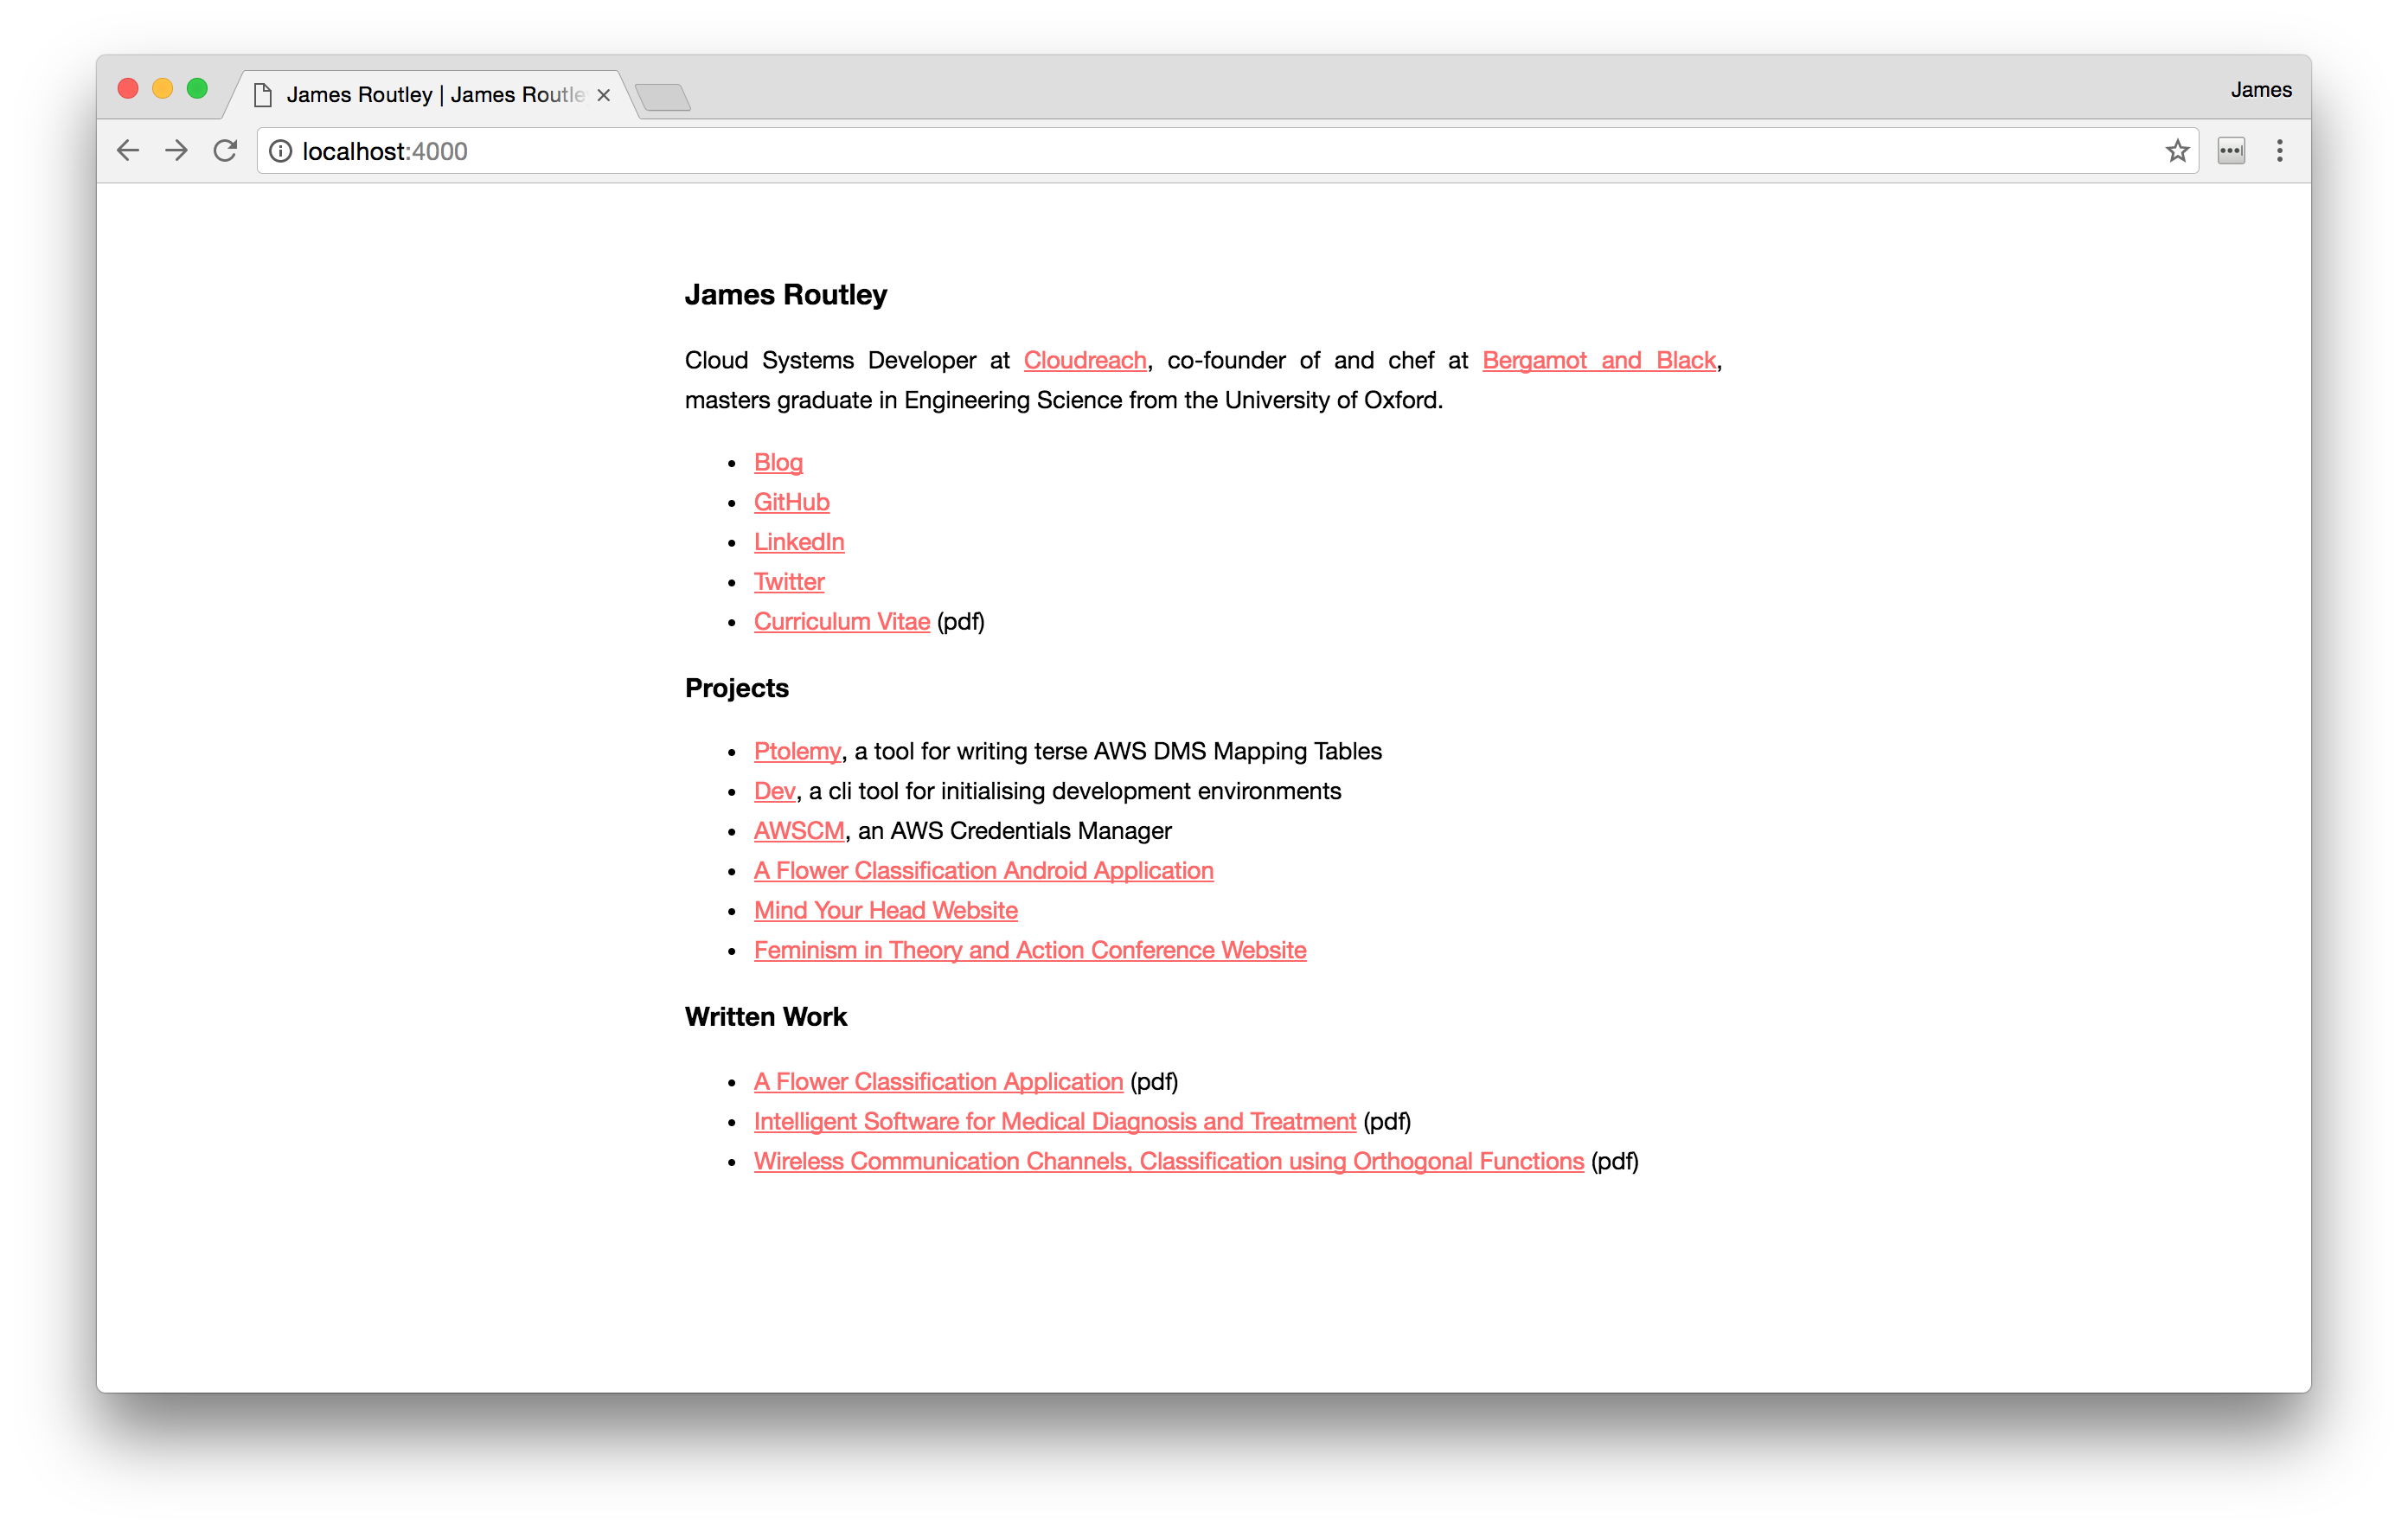 James Routley | James Routle
James
localhost:4000
James Routley
Cloud Systems Developer at Cloudreach, co-founder of and chef at Bergamot and Black,
masters graduate in Engineering Science from the University of Oxford.
Blog
GitHub
LinkedIn
Twitter
Curriculum Vitae (pdf)
Projects
Ptolemy, a tool for writing terse AWS DMS Mapping Tables
Dev, a cli tool for initialising development environments
AWSCM, an AWS Credentials Manager
A Flower Classification Android Application
Mind Your Head Website
Feminism in Theory and Action Conference Website
Written Work
A Flower Classification Application (pdf)
Intelligent Software for Medical Diagnosis and Treatment (pdf)
Wireless Communication Channels, Classification using Orthogonal Functions (pdf)